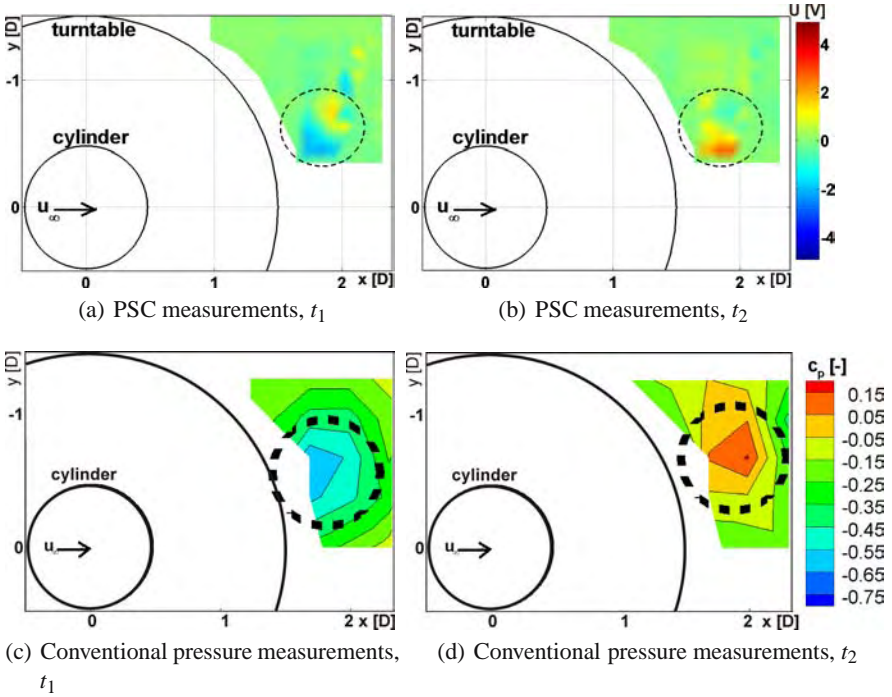 y [D]
turntable
-1
cylinder
0
u∞
0
1
2
x [D]
(a) PSC measurements, t1
y [D]
turntable
-1
cylinder
0
u∞
0
1
2
x [D]
U [V]
4
2
0
-2
-4
(b) PSC measurements, t2
y [D]
-1
cylinder
0
u∞
0
1
2 x [D]
(c) Conventional pressure measurements,
t1
y [D]
-1
cylinder
0
u∞
0
1
2 x [D]
cp [-]
0.15
0.05
-0.05
-0.15
-0.25
-0.35
-0.45
-0.55
-0.65
-0.75
(d) Conventional pressure measurements, t2